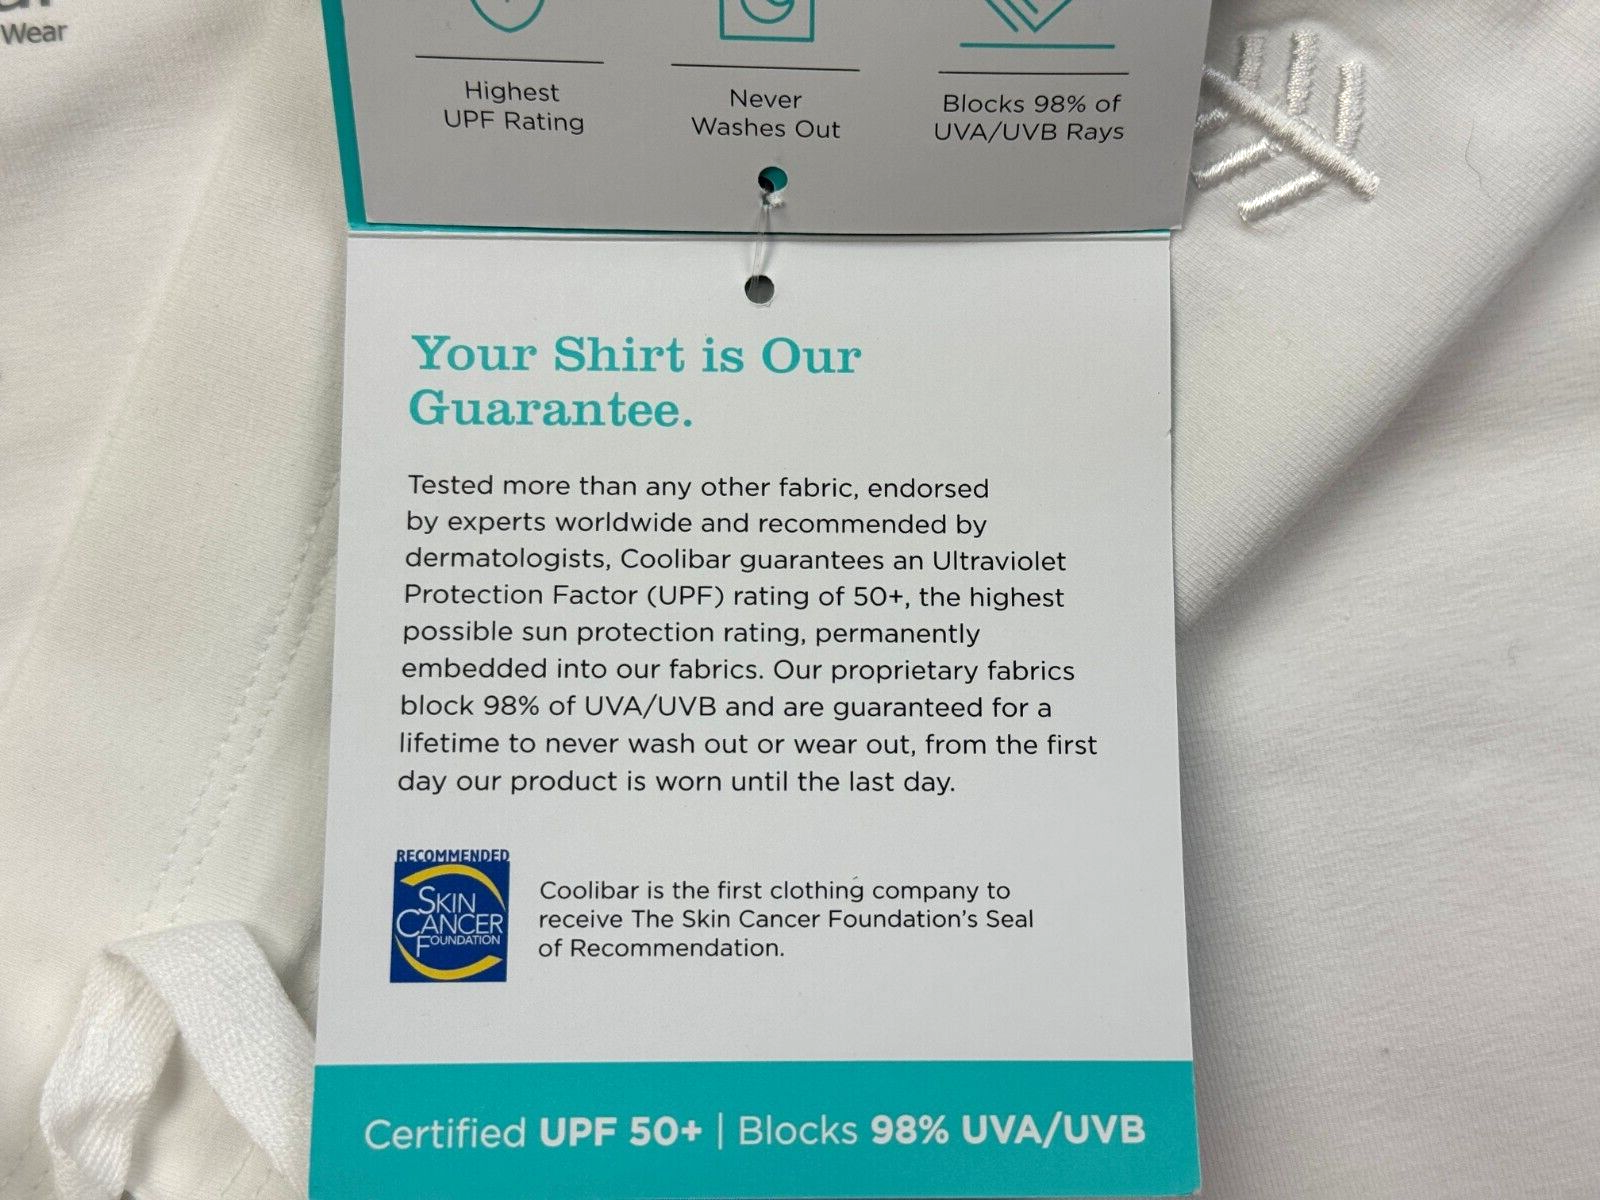 Wear
Highest
UPF Rating
Never
Washes Out
Blocks 98% of
UVA/UVB Rays
Your Shirt is Our
Guarantee.
Tested more than any other fabric, endorsed
by experts worldwide and recommended by
dermatologists, Coolibar guarantees an Ultraviolet
Protection Factor (UPF) rating of 50+, the highest
possible sun protection rating, permanently
embedded into our fabrics. Our proprietary fabrics
block 98% of UVA/UVB and are guaranteed for a
lifetime to never wash out or wear out, from the first
day our product is worn until the last day.
RECOMMENDED
SKIN
CANCER
FOUNDATION
Coolibar is the first clothing company to
receive The Skin Cancer Foundation's Seal
of Recommendation.
Certified UPF 50+ | Blocks 98% UVA/UVB